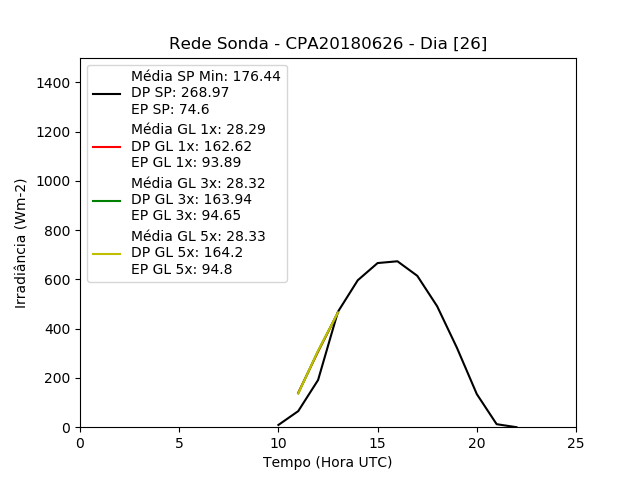 Rede Sonda - CPA20180626 - Dia [26]
Média SP Min: 176.44
DP SP: 268.97
EP SP: 74.6
Média GL 1x: 28.29
DP GL 1x: 162.62
EP GL 1x: 93.89
Média GL 3x: 28.32
DP GL 3x: 163.94
EP GL 3x: 94.65
Média GL 5x: 28.33
DP GL 5x: 164.2
EP GL 5x: 94.8
Irradiância (Wm-2)
1400
1200
1000
800
600
400
200
0
0 5 10 15 20 25
Tempo (Hora UTC)